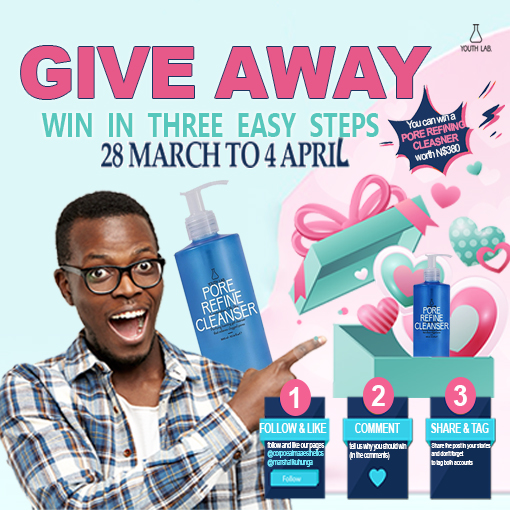 YOUTH LAB.
GIVE AWAY
WIN IN THREE EASY STEPS
28 MARCH TO 4 APRIL
You can win a
PORE REFINING
CLEASNER
worth N$380
PORE
REFINE
CLEANSER
PORE
REFINE
CLEANSER
1
FOLLOW & LIKE
follow and like our pages
Follow
2
COMMENT
tell us why you should win
(in the comments)
3
SHARE & TAG
Share the post in your stories
and don't forget
to tag both accounts